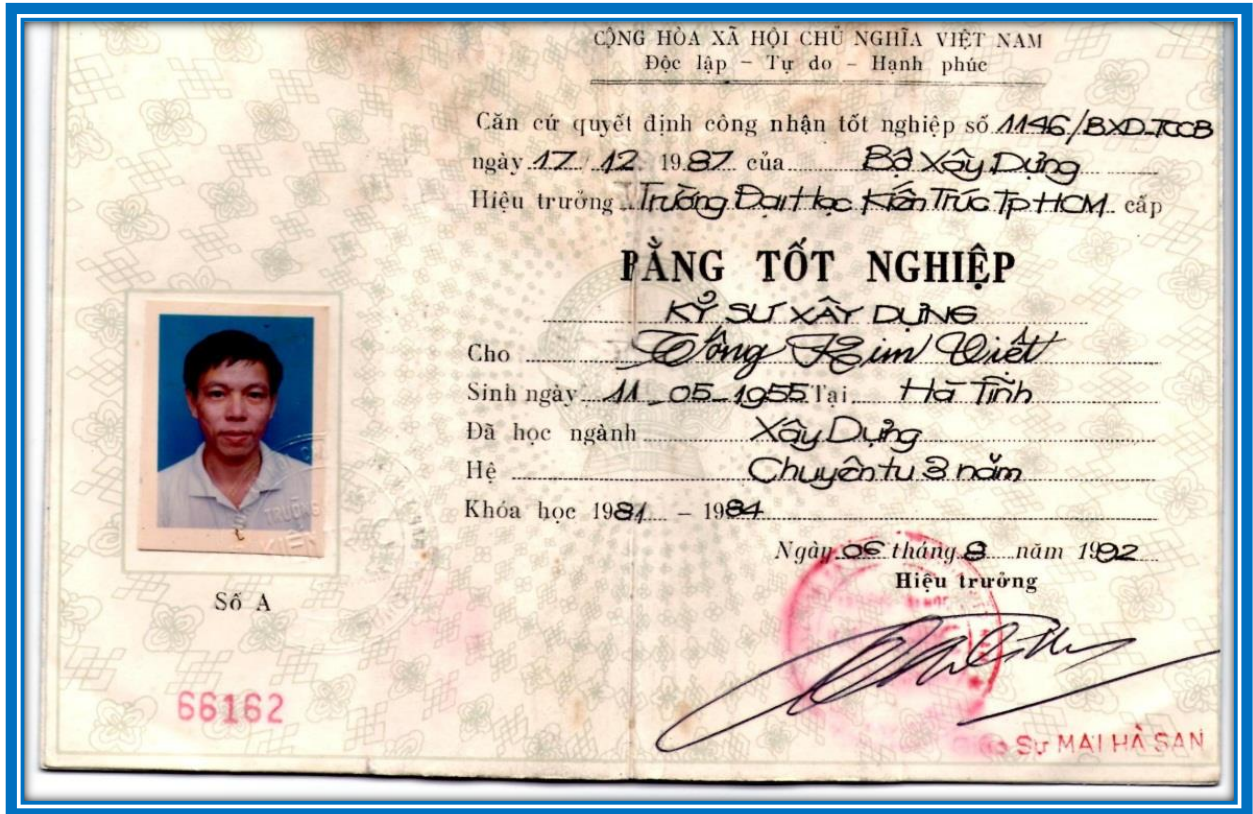 CỘNG HÒA XÃ HỘI CHỦ NGHĨA VIỆT NAM
Độc lập - Tự do - Hạnh phúc
Căn cứ quyết định công nhận tốt nghiệp số 1146/BXD-TCCB
ngày 17 12 1987 của Bộ Xây Dựng
Hiệu trưởng Trường Đại Học Kiến Trúc Tp HCM cấp
BẰNG TỐT NGHIỆP
KỸ SƯ XÂY DỰNG
Cho Tống Kim Việt
Sinh ngày 11-05-1955 Tại Hà Tĩnh
Đã học ngành Xây Dựng
Hệ Chuyên tu 3 năm
Khóa học 1981 - 1984
Ngày 06 tháng 8 năm 1992
Hiệu trưởng
TRƯỜNG
KIẾN
Số A
66162
Sư MAI HÀ SAN